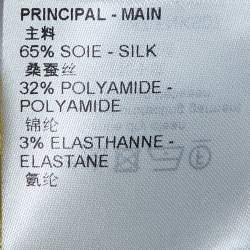 PRINCIPAL - MAIN
主料
65% SOIE - SILK
桑蚕丝
32% POLYAMIDE -
POLYAMIDE
锦纶
3% ELASTHANNE -
ELASTANE
氨纶